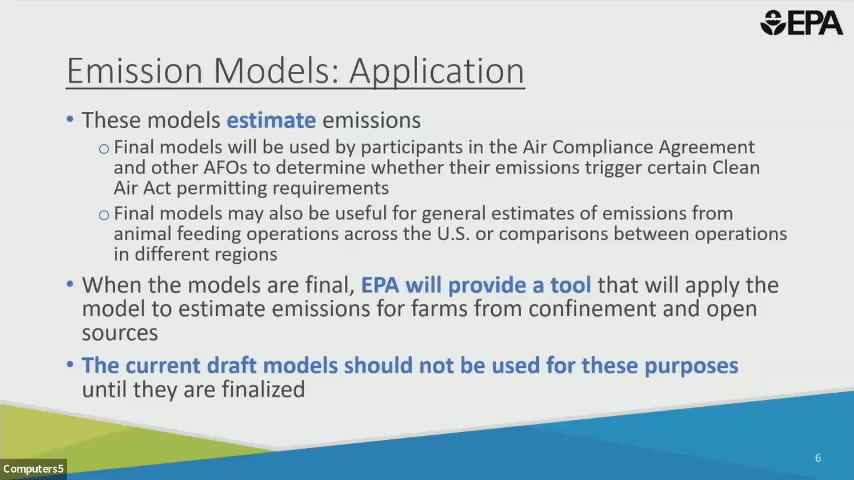 EPA
Emission Models: Application
• These models estimate emissions
o Final models will be used by participants in the Air Compliance Agreement
and other AFOs to determine whether their emissions trigger certain Clean
Air Act permitting requirements
o Final models may also be useful for general estimates of emissions from
animal feeding operations across the U.S. or comparisons between operations
in different regions
• When the models are final, EPA will provide a tool that will apply the
model to estimate emissions for farms from confinement and open
sources
• The current draft models should not be used for these purposes
until they are finalized
6
Computers5